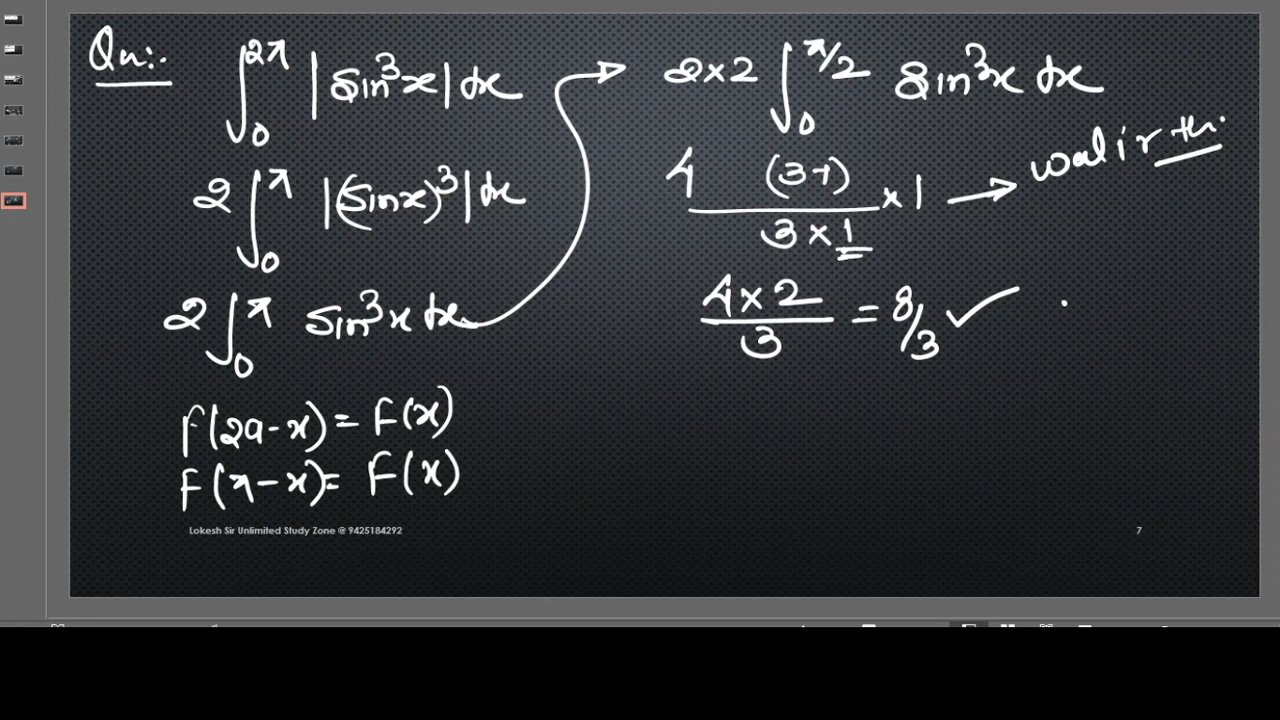 Qn:.
∫₀^2π |sin³x| dx
2 ∫₀^π |(sinx)³| dx
2 ∫₀^π sin³x dx
f(2a-x) = F(x)
F(π-x) = F(x)
2×2 ∫₀^π/2 sin³x dx
4 (3-1) / 3×1 ×1 → walir th.
4×2 / 3 = 8/3 ✓
Lokesh Sir Unlimited Study Zone @ 9425184292
7